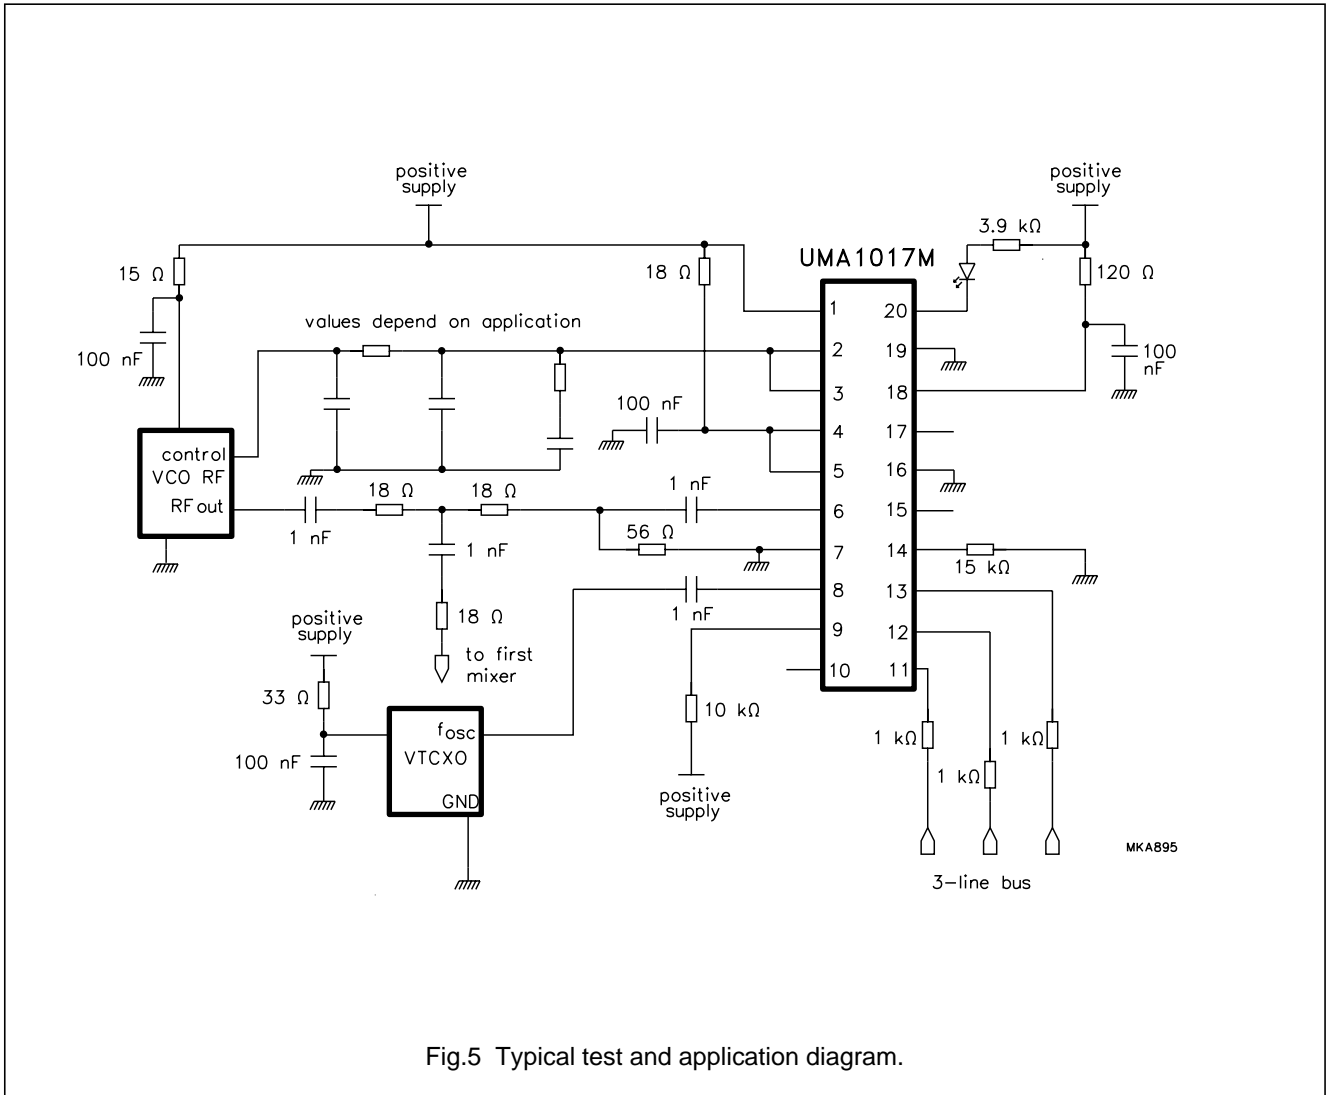 positive
supply
positive
supply
3.9 kΩ
UMA1017M
15 Ω
18 Ω
120 Ω
100 nF
values depend on application
100
nF
1
20
2
19
3
18
100 nF
4
17
control
VCO RF
RFout
5
16
18 Ω
18 Ω
1 nF
6
15
1 nF
1 nF
56 Ω
7
14
15 kΩ
1 nF
8
13
positive
supply
18 Ω
9
12
to first
mixer
10
11
33 Ω
10 kΩ
1 kΩ
1 kΩ
1 kΩ
100 nF
fosc
VTCXO
GND
positive
supply
MKA895
3-line bus
Fig.5 Typical test and application diagram.